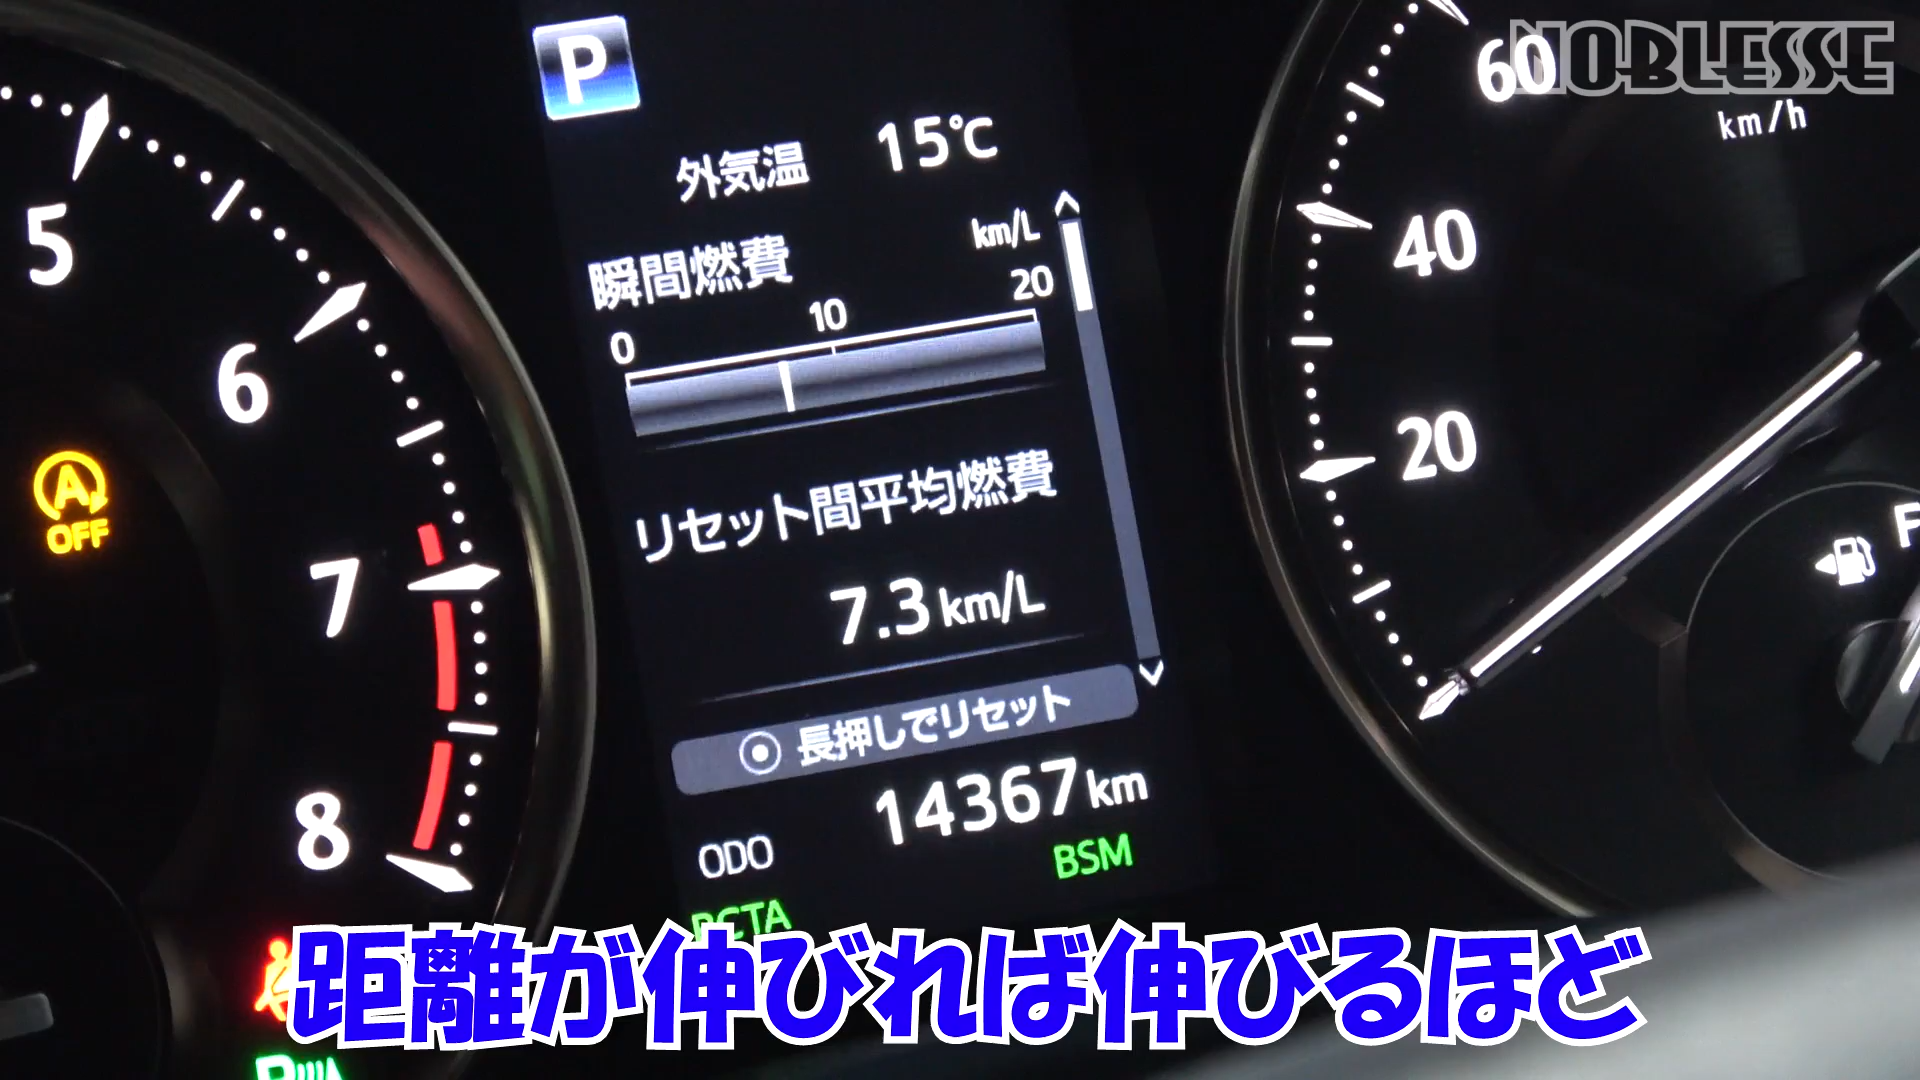 P
NOBLESSE
外気温 15℃
60
km/h
5
瞬間燃費 km/L
0 10 20
40
6
A
OFF
リセット間平均燃費
20
7
7.3 km/L
F
長押しでリセット
8
14367 km
ODO
BSM
RCTA
距離が伸びれば伸びるほど